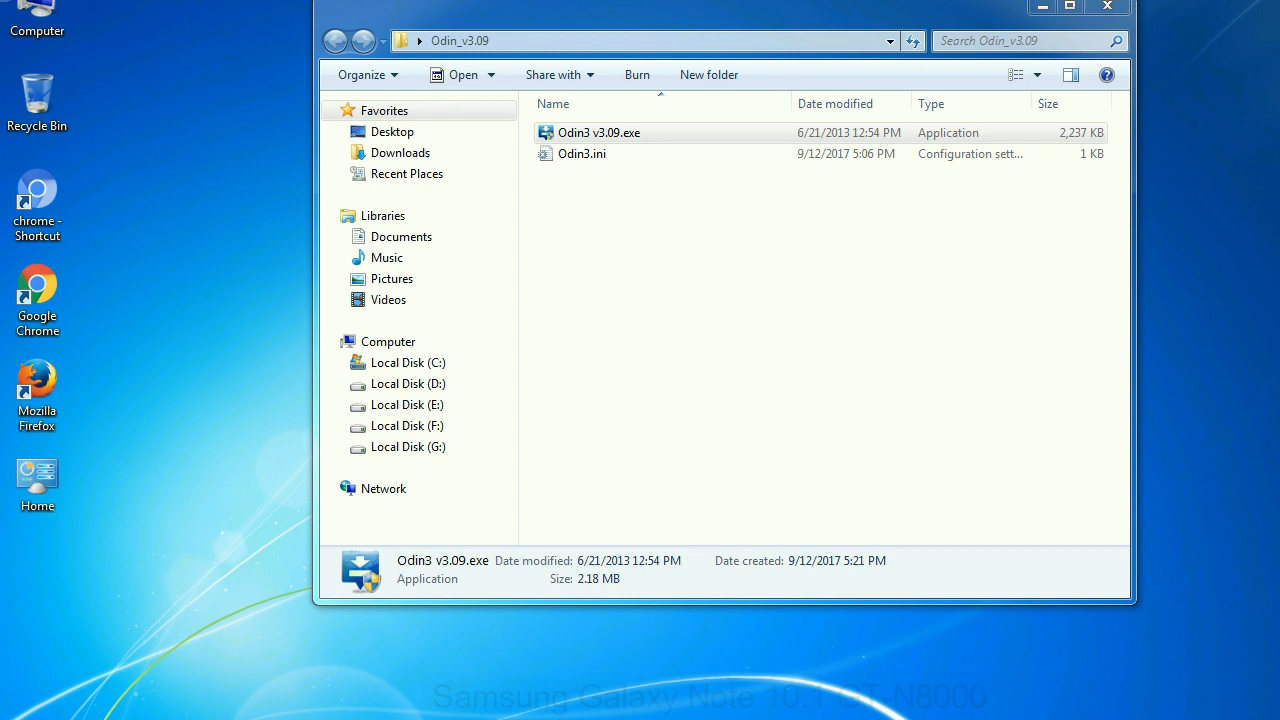 Computer
Recycle Bin
chrome -
Shortcut
Google
Chrome
Mozilla
Firefox
Home
Odin_v3.09
Search Odin_v3.09
Organize Open Share with Burn New folder
Favorites
Desktop
Downloads
Recent Places
Libraries
Documents
Music
Pictures
Videos
Computer
Local Disk (C:)
Local Disk (D:)
Local Disk (E:)
Local Disk (F:)
Local Disk (G:)
Network
Name Date modified Type Size
Odin3 v3.09.exe 6/21/2013 12:54 PM Application 2,237 KB
Odin3.ini 9/12/2017 5:06 PM Configuration sett... 1 KB
Odin3 v3.09.exe Date modified: 6/21/2013 12:54 PM Date created: 9/12/2017 5:21 PM
Application Size: 2.18 MB
Samsung Galaxy Note 10.1 GT-N8000